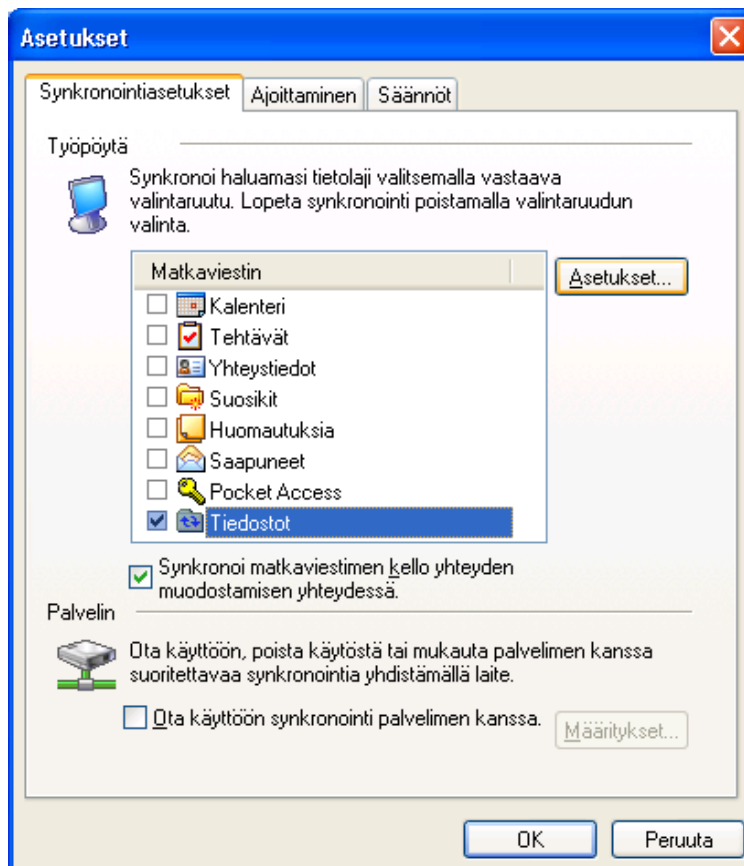 Asetukset
Synkronointiasetukset Ajoittaminen Säännöt
Työpöytä
Synkronoi haluamasi tietolaji valitsemalla vastaava
valintaruutu. Lopeta synkronointi poistamalla valintaruudun
valinta.
Matkaviestin
Asetukset...
Kalenteri
Tehtävät
Yhteystiedot
Suosikit
Huomautuksia
Saapuneet
Pocket Access
Tiedostot
Synkronoi matkaviestimen kello yhteyden
muodostamisen yhteydessä.
Palvelin
Ota käyttöön, poista käytöstä tai mukauta palvelimen kanssa
suoritettavaa synkronointia yhdistämällä laite.
Ota käyttöön synkronointi palvelimen kanssa.
Määritykset...
OK Peruuta